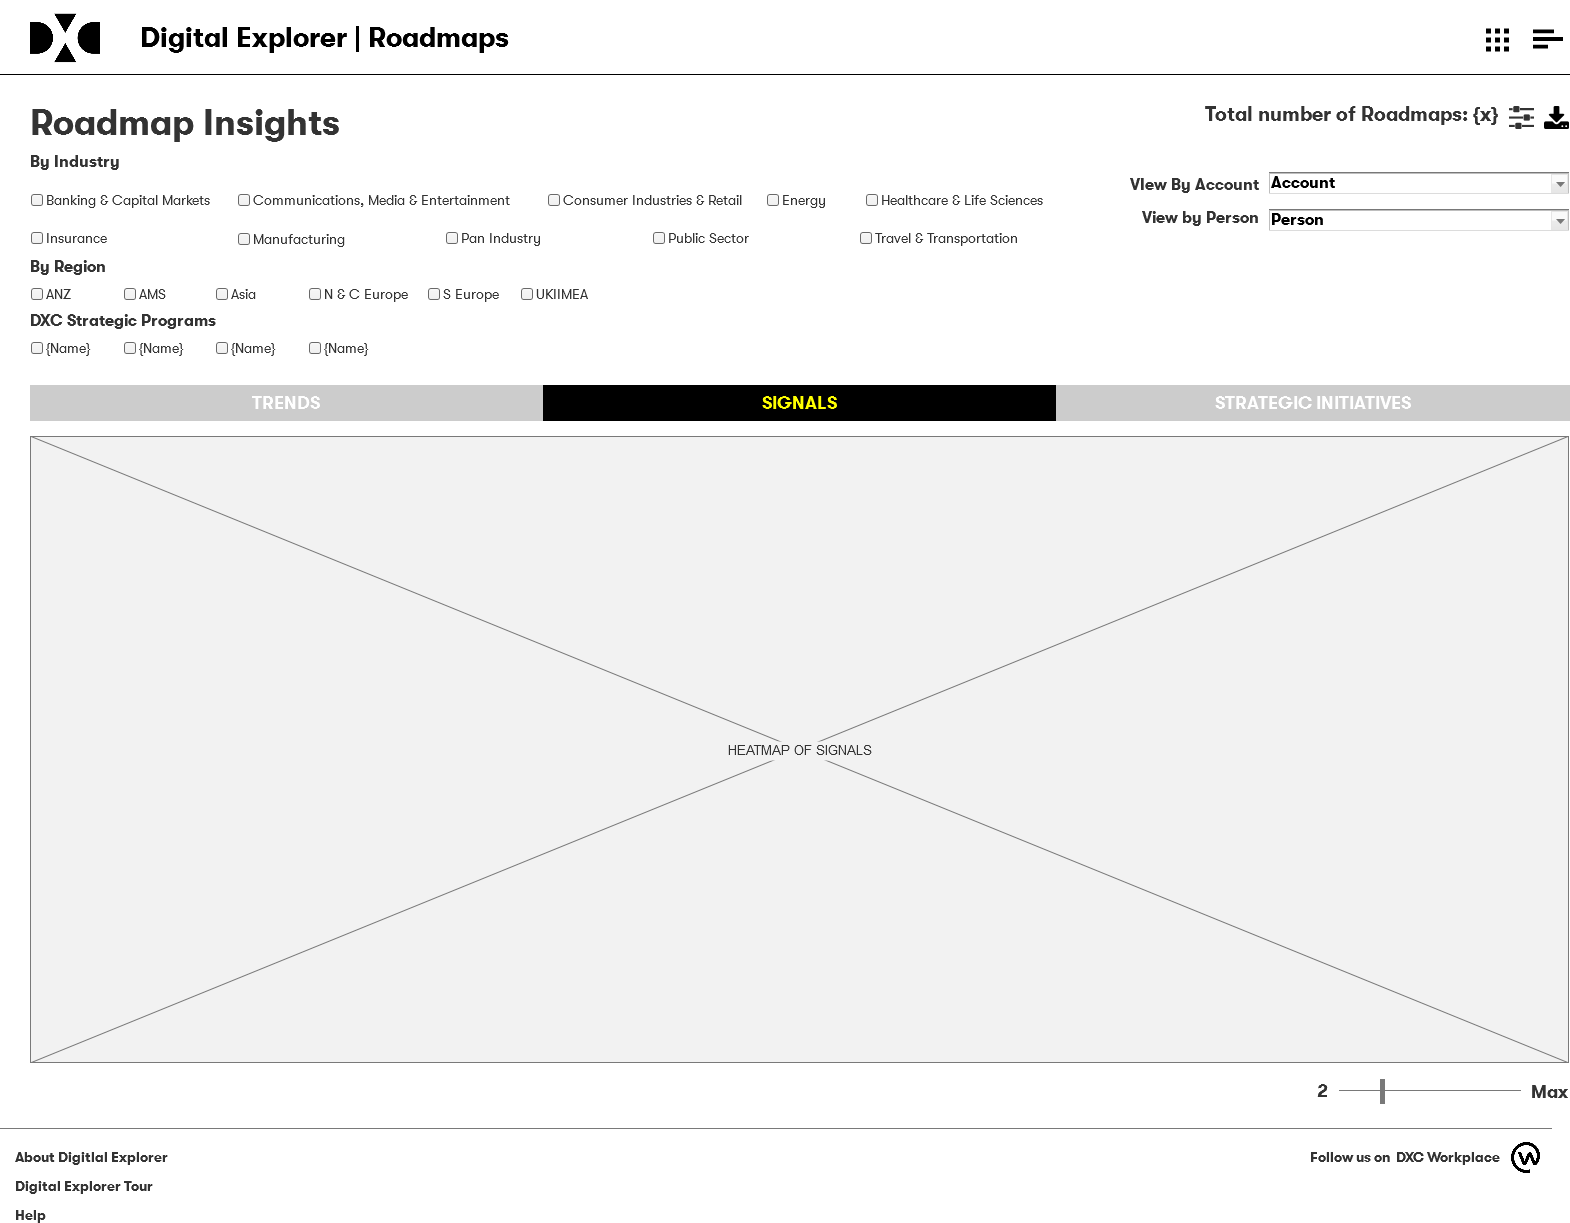 DXC
Digital Explorer | Roadmaps
Roadmap Insights
Total number of Roadmaps: {x}
By Industry
Banking & Capital Markets Communications, Media & Entertainment Consumer Industries & Retail Energy Healthcare & Life Sciences
VIew By Account Account
View by Person Person
Insurance Manufacturing Pan Industry Public Sector Travel & Transportation
By Region
ANZ AMS Asia N & C Europe S Europe UKIIMEA
DXC Strategic Programs
{Name} {Name} {Name} {Name}
TRENDS SIGNALS STRATEGIC INITIATIVES
HEATMAP OF SIGNALS
2 Max
About Digitlal Explorer
Follow us on DXC Workplace
Digital Explorer Tour
Help